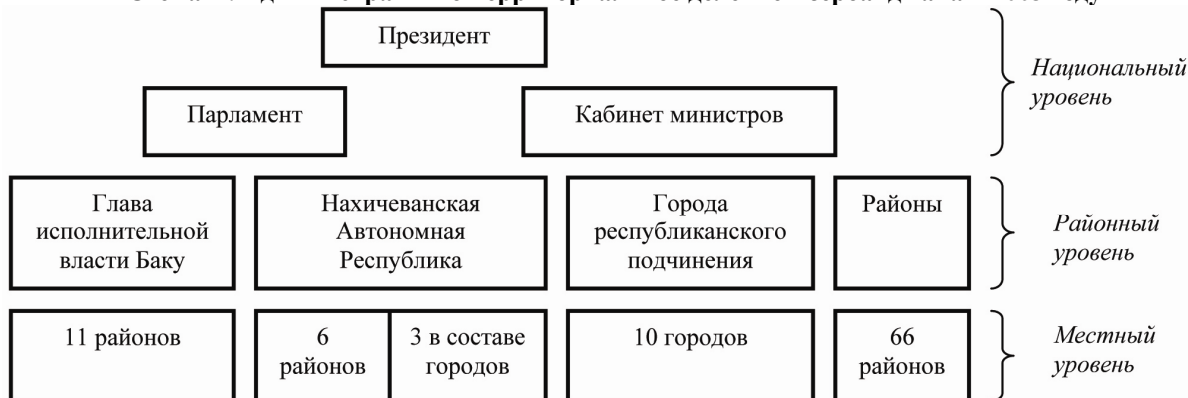 Президент
Национальный
уровень
Парламент
Кабинет министров
Глава
исполнительной
власти Баку
Нахичеванская
Автономная
Республика
Города
республиканского
подчинения
Районы
Районный
уровень
11 районов
6
районов
3 в составе
городов
10 городов
66
районов
Местный
уровень